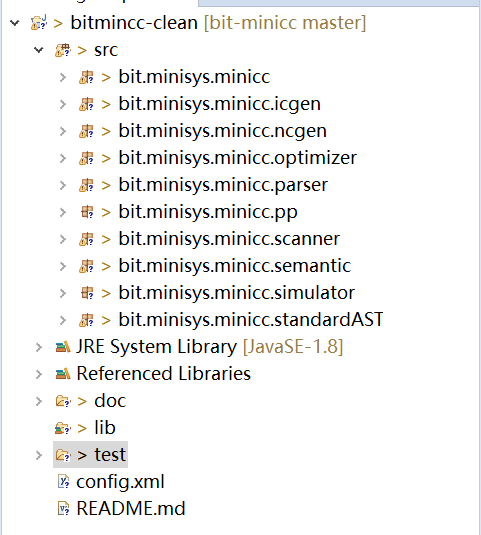 > bitmincc-clean [bit-minicc master]
> src
> bit.minisys.minicc
> bit.minisys.minicc.icgen
> bit.minisys.minicc.ncgen
> bit.minisys.minicc.optimizer
> bit.minisys.minicc.parser
> bit.minisys.minicc.pp
> bit.minisys.minicc.scanner
> bit.minisys.minicc.semantic
> bit.minisys.minicc.simulator
> bit.minisys.minicc.standardAST
JRE System Library [JavaSE-1.8]
Referenced Libraries
> doc
> lib
> test
config.xml
README.md